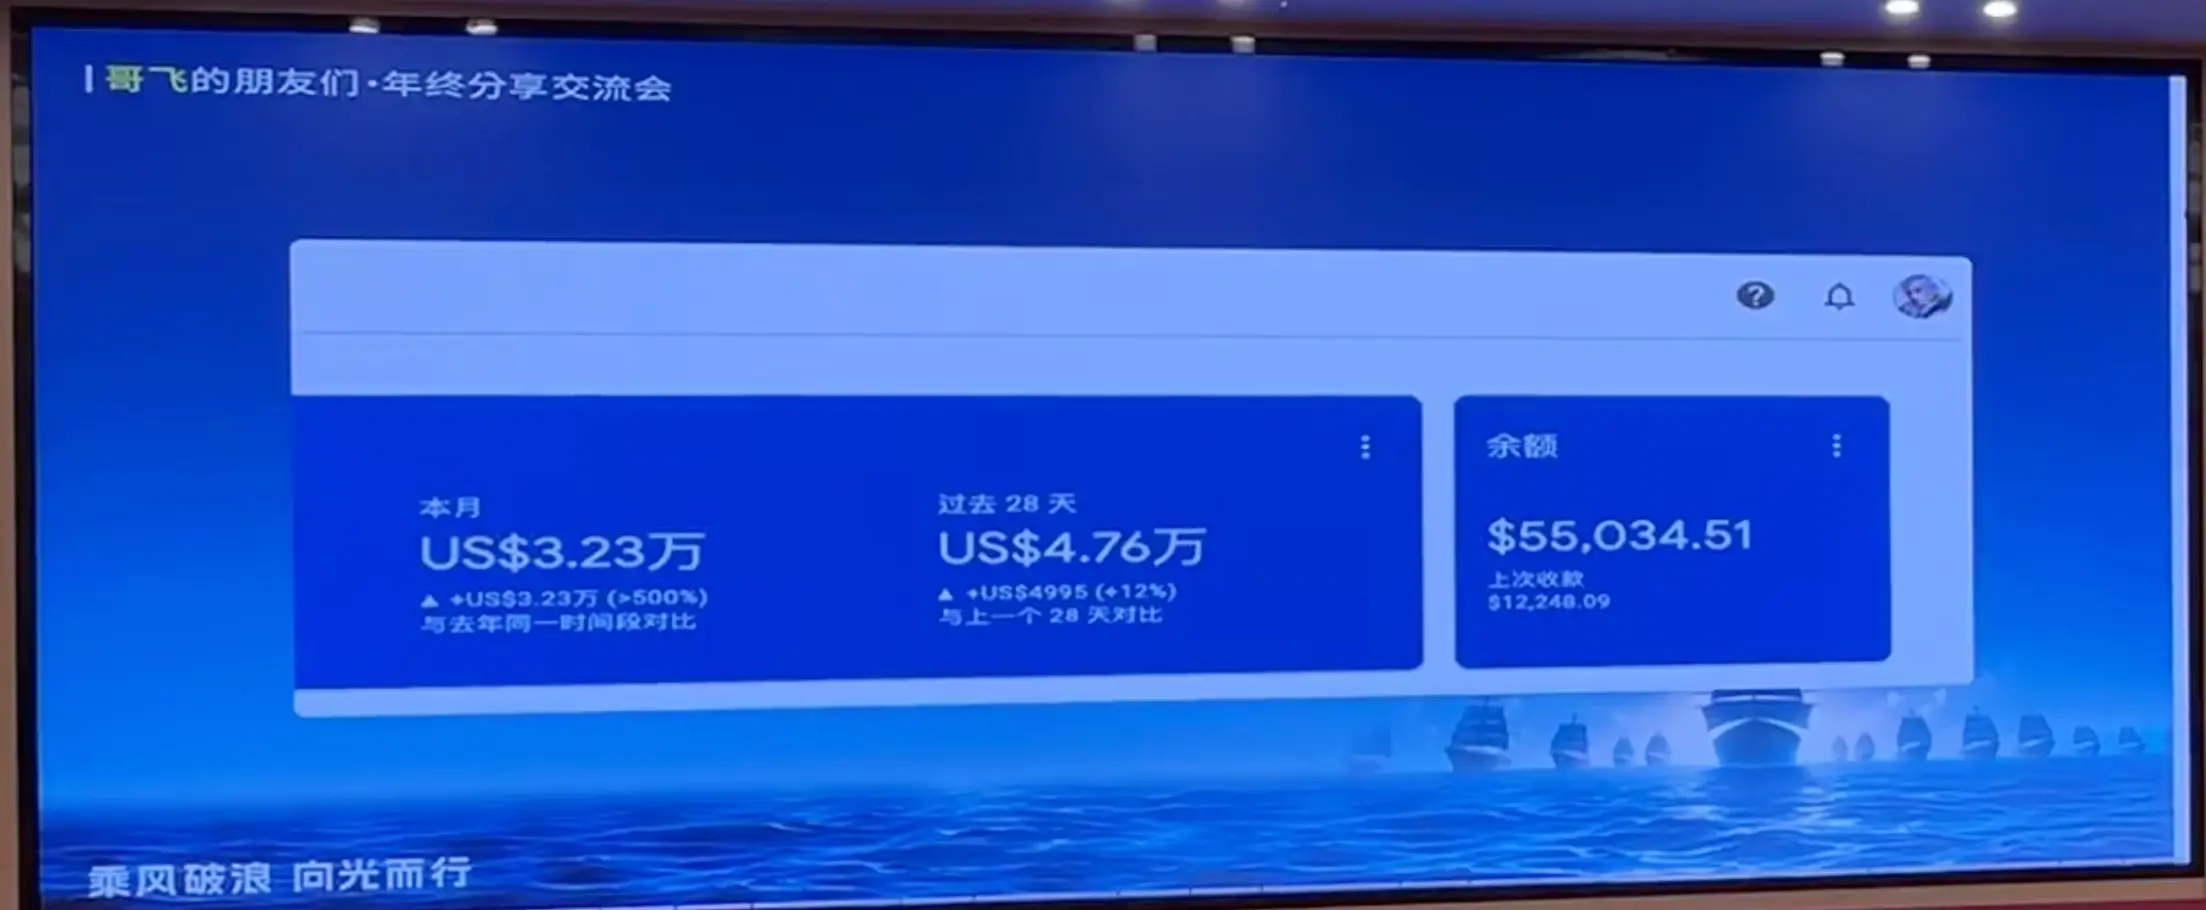 哥飞的朋友们·年终分享交流会
本月
US$3.23万
▲ +US$3.23万 (>500%)
与去年同一时间段对比
过去 28 天
US$4.76万
▲ +US$4995 (+12%)
与上一个 28 天对比
余额
$55,034.51
上次收款
$12,248.09
乘风破浪 向光而行